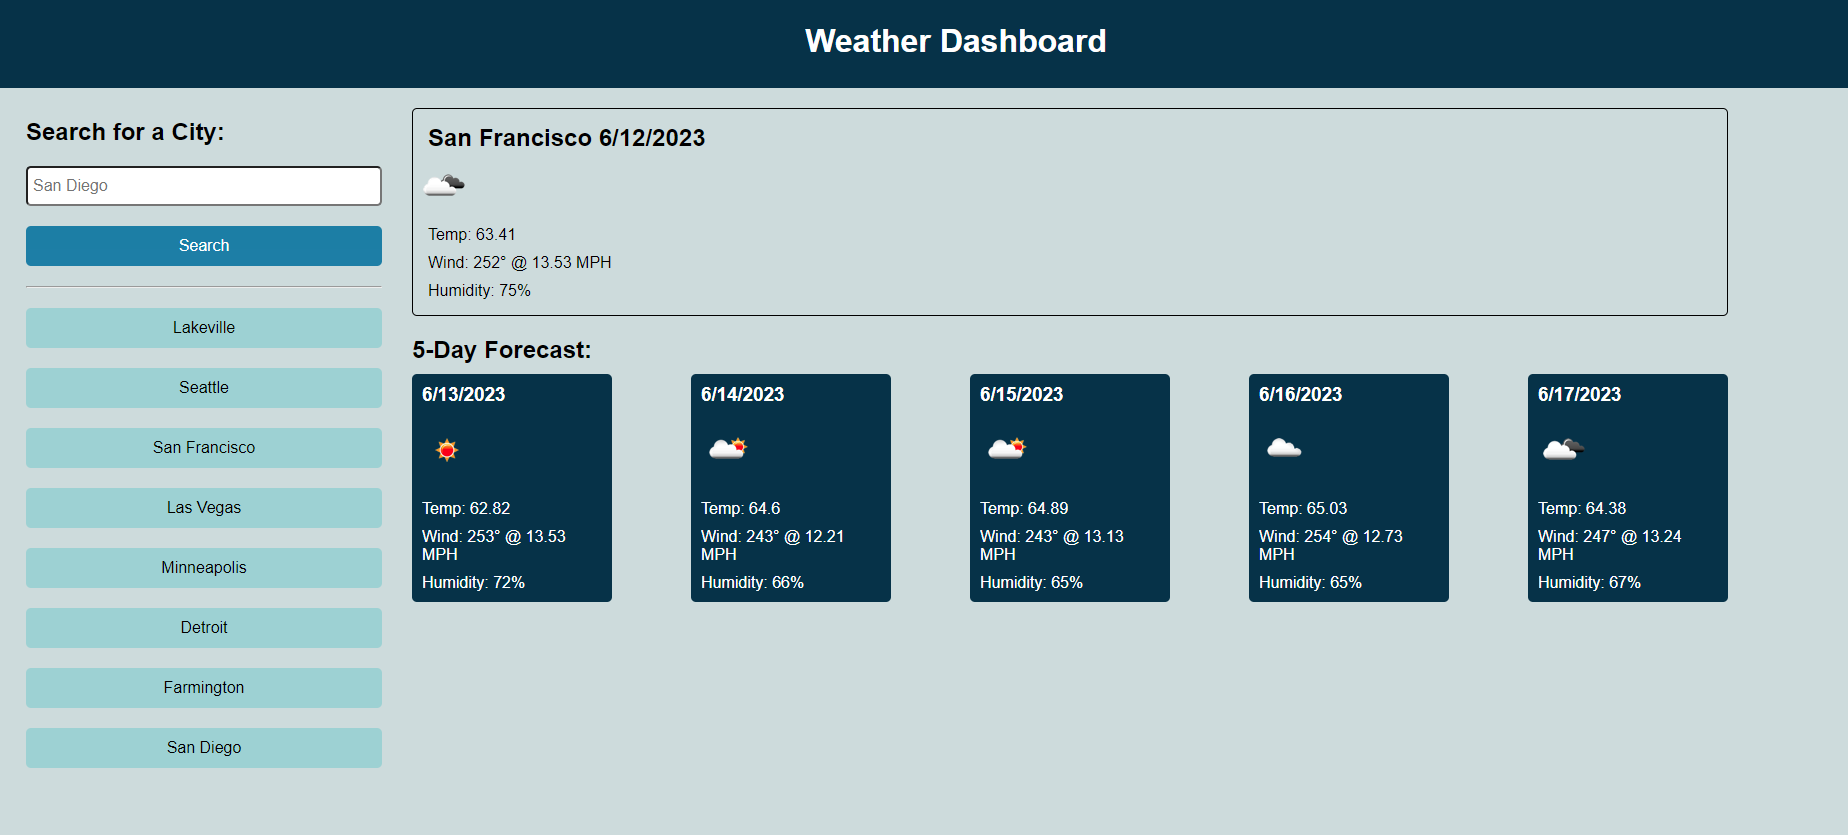 Weather Dashboard
Search for a City:
San Diego
Search
Lakeville
Seattle
San Francisco
Las Vegas
Minneapolis
Detroit
Farmington
San Diego
San Francisco 6/12/2023
Temp: 63.41
Wind: 252° @ 13.53 MPH
Humidity: 75%
5-Day Forecast:
6/13/2023
Temp: 62.82
Wind: 253° @ 13.53
MPH
Humidity: 72%
6/14/2023
Temp: 64.6
Wind: 243° @ 12.21
MPH
Humidity: 66%
6/15/2023
Temp: 64.89
Wind: 243° @ 13.13
MPH
Humidity: 65%
6/16/2023
Temp: 65.03
Wind: 254° @ 12.73
MPH
Humidity: 65%
6/17/2023
Temp: 64.38
Wind: 247° @ 13.24
MPH
Humidity: 67%